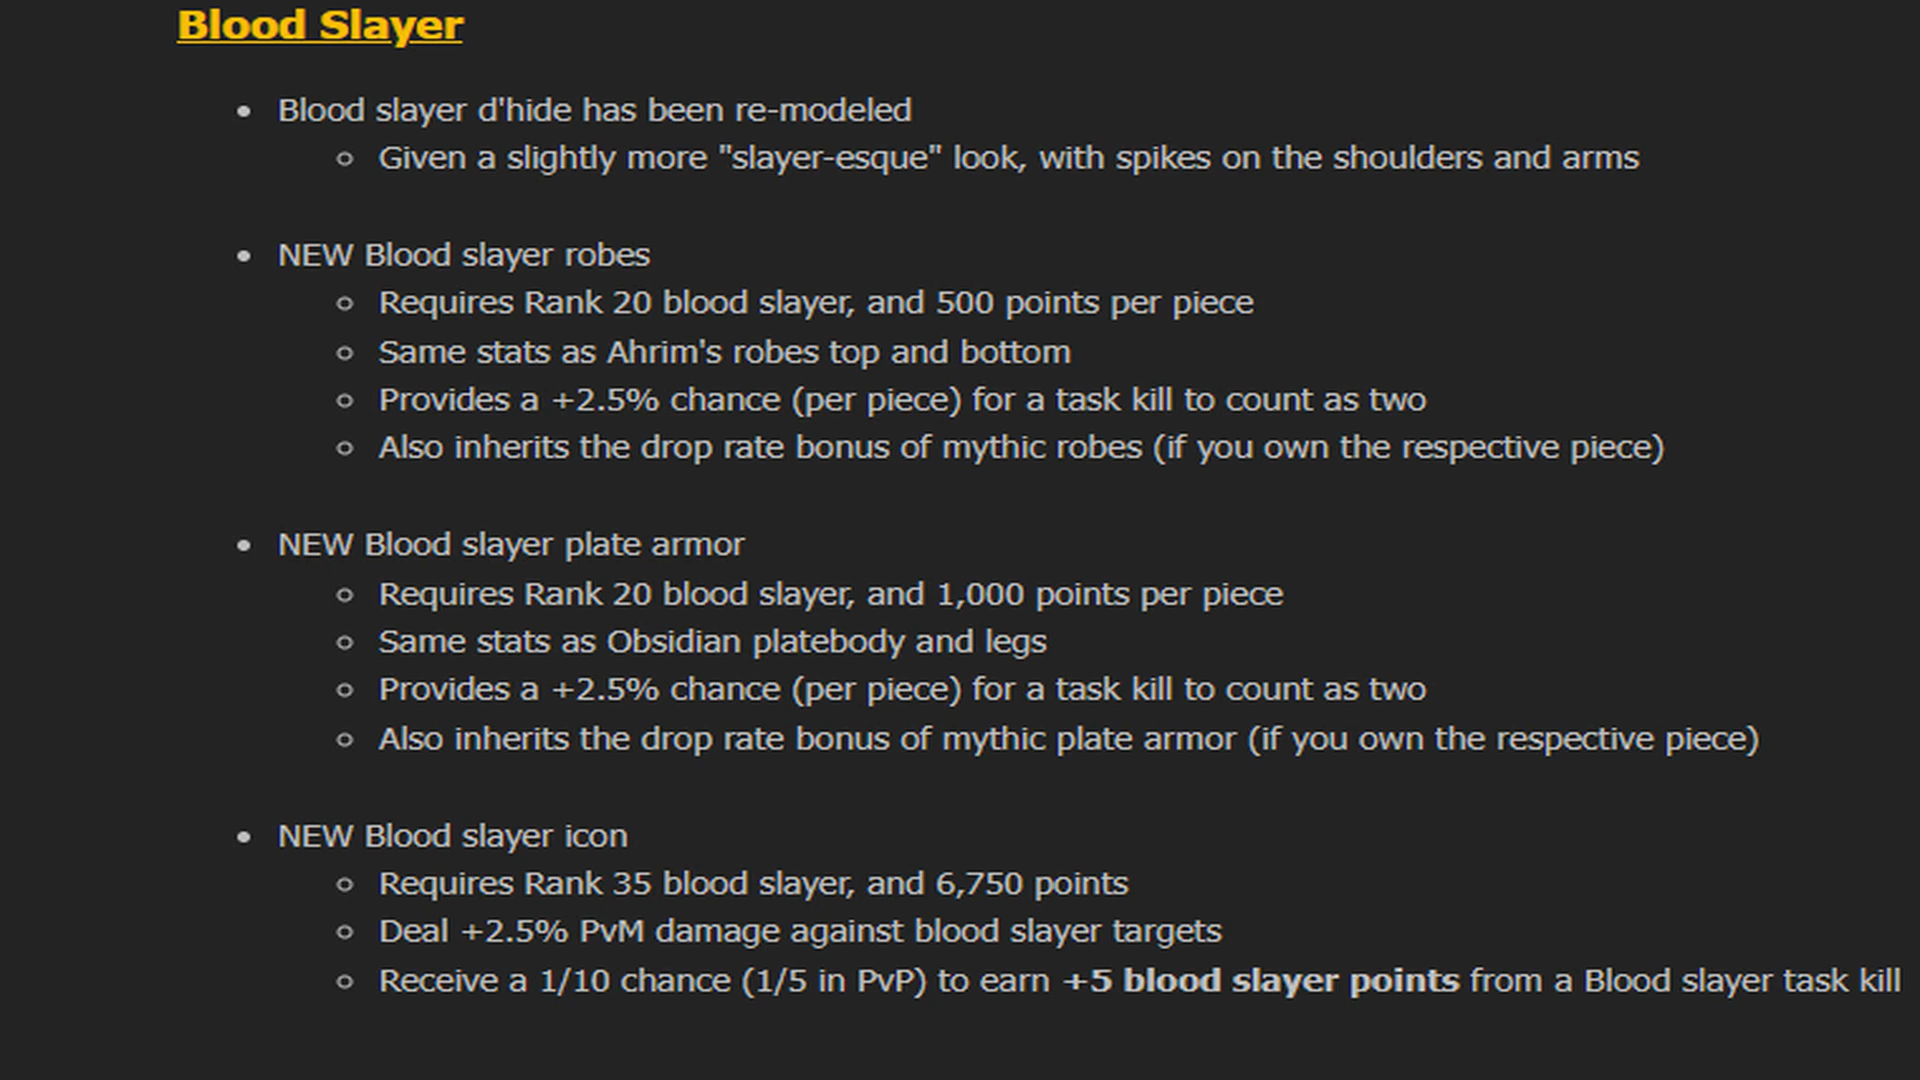 Blood Slayer
Blood slayer d'hide has been re-modeled
Given a slightly more "slayer-esque" look, with spikes on the shoulders and arms
NEW Blood slayer robes
Requires Rank 20 blood slayer, and 500 points per piece
Same stats as Ahrim's robes top and bottom
Provides a +2.5% chance (per piece) for a task kill to count as two
Also inherits the drop rate bonus of mythic robes (if you own the respective piece)
NEW Blood slayer plate armor
Requires Rank 20 blood slayer, and 1,000 points per piece
Same stats as Obsidian platebody and legs
Provides a +2.5% chance (per piece) for a task kill to count as two
Also inherits the drop rate bonus of mythic plate armor (if you own the respective piece)
NEW Blood slayer icon
Requires Rank 35 blood slayer, and 6,750 points
Deal +2.5% PvM damage against blood slayer targets
Receive a 1/10 chance (1/5 in PvP) to earn +5 blood slayer points from a Blood slayer task kill